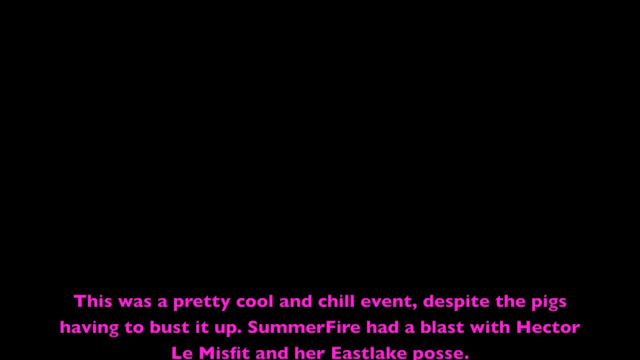 This was a pretty cool and chill event, despite the pigs
having to bust it up. SummerFire had a blast with Hector
Le Misfit and her Eastlake posse.